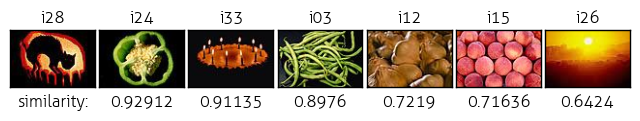 i28 i24 i33 i03 i12 i15 i26
similarity: 0.92912 0.91135 0.8976 0.7219 0.71636 0.6424